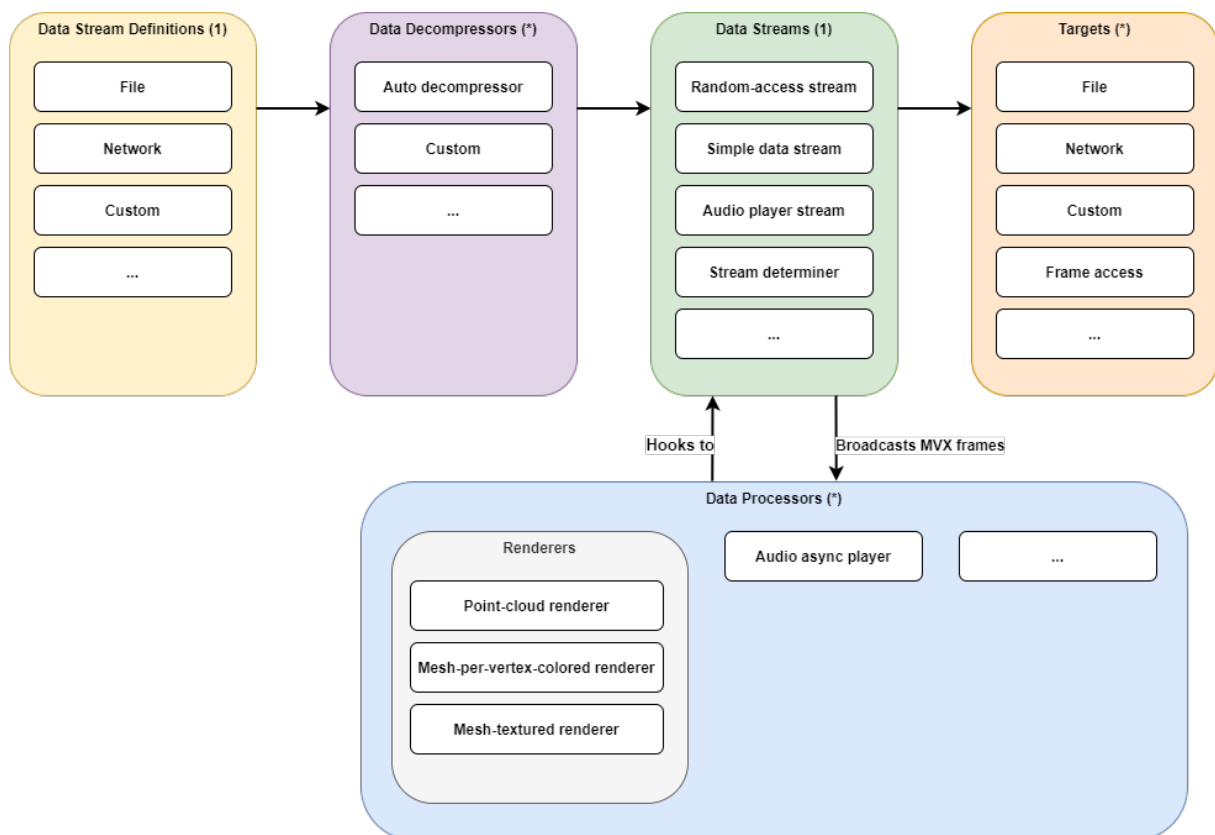 Data Stream Definitions (1)
File
Network
Custom
...
Data Decompressors (*)
Auto decompressor
Custom
...
Data Streams (1)
Random-access stream
Simple data stream
Audio player stream
Stream determiner
...
Targets (*)
File
Network
Custom
Frame access
...
Hooks to
Broadcasts MVX frames
Data Processors (*)
Renderers
Point-cloud renderer
Mesh-per-vertex-colored renderer
Mesh-textured renderer
Audio async player
...